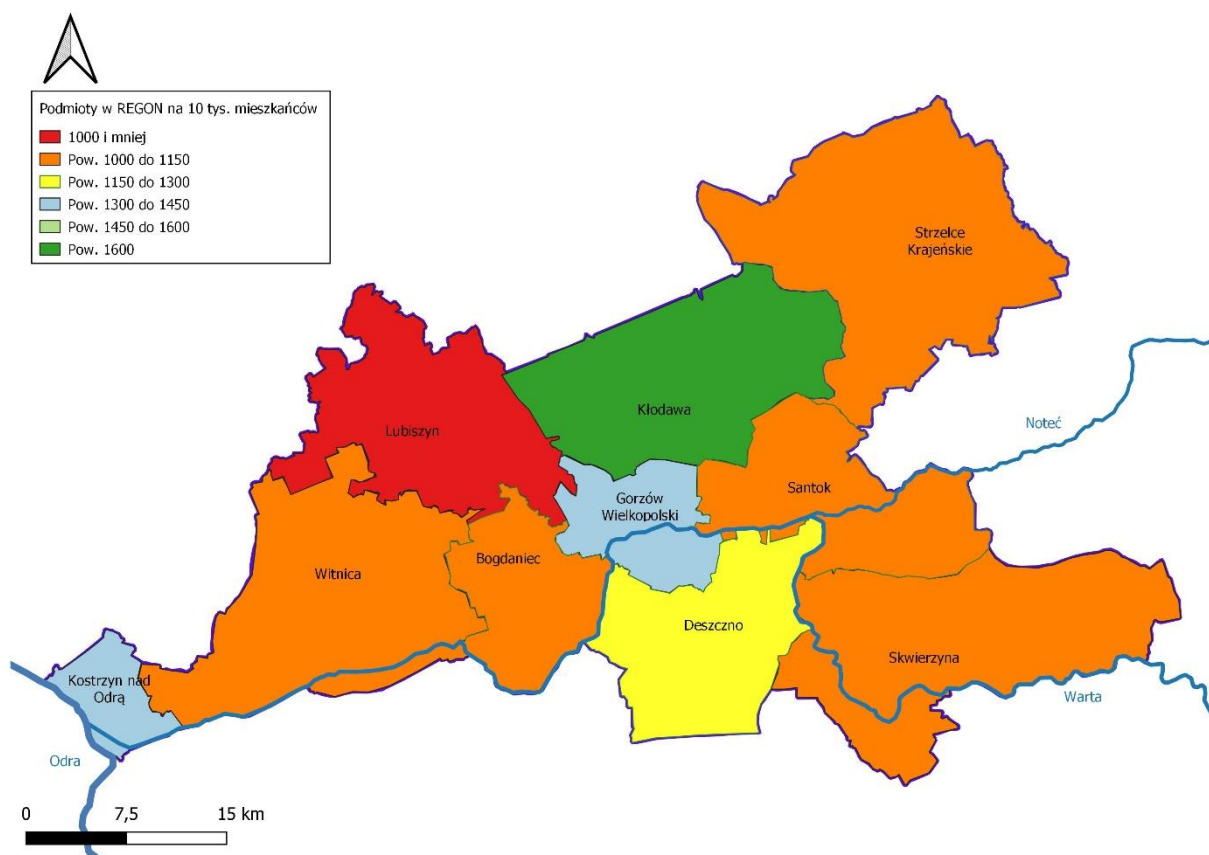 Podmioty w REGON na 10 tys. mieszkańców
1000 i mniej
Pow. 1000 do 1150
Pow. 1150 do 1300
Pow. 1300 do 1450
Pow. 1450 do 1600
Pow. 1600
Strzelce
Krajeńskie
Kłodawa
Lubiszyn
Noteć
Santok
Gorzów
Wielkopolski
Bogdaniec
Witnica
Deszczno
Skwierzyna
Kostrzyn nad
Odrą
Warta
Odra
0 7,5 15 km